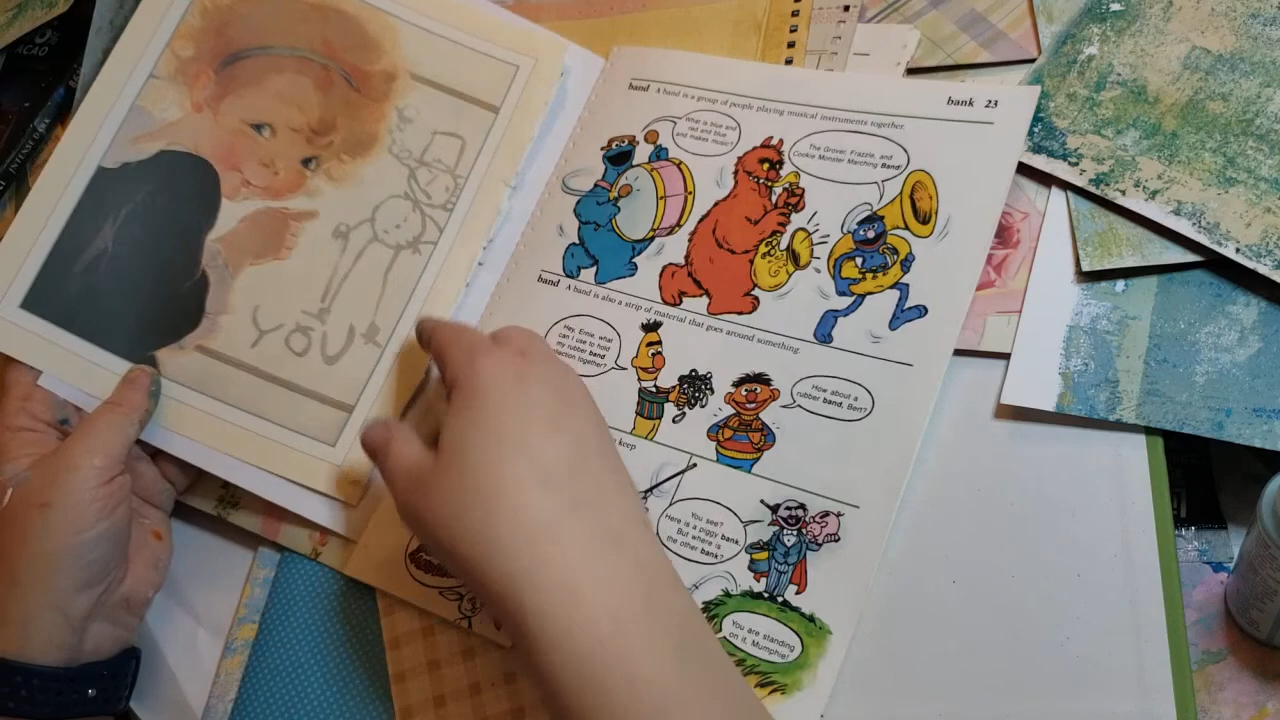 0%
ACAO
INTENSE DARK
YOU
band A band is a group of people playing musical instruments together.
bank 23
What is blue and
red and blue
and makes music?
The Grover, Frazzle, and
Cookie Monster Marching Band!
band A band is also a strip of material that goes around something.
Hey, Ernie, what
can I use to hold
my rubber band
collection together?
How about a
rubber band, Bert?
keep
You see?
Here is a piggy bank.
But where is
the other bank?
You are standing
on it, Mumphie!